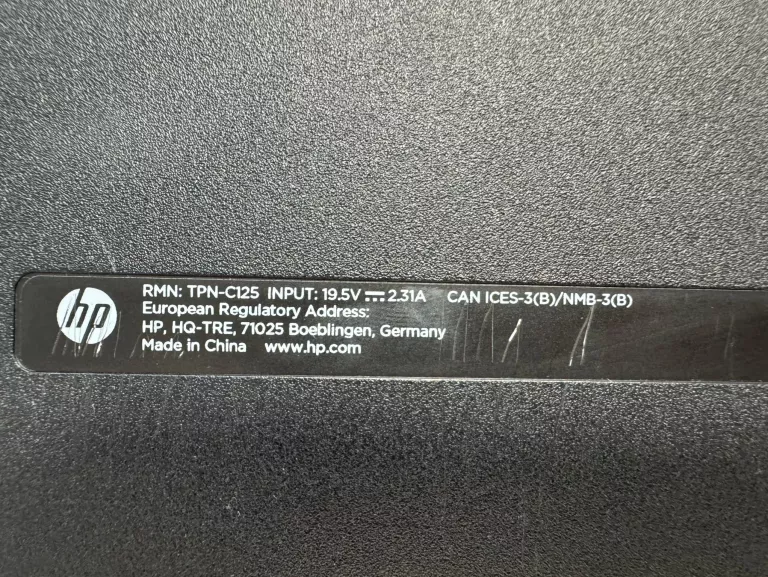 hp
RMN: TPN-C125 INPUT: 19.5V ⎓ 2.31A CAN ICES-3(B)/NMB-3(B)
European Regulatory Address:
HP, HQ-TRE, 71025 Boeblingen, Germany
Made in China www.hp.com